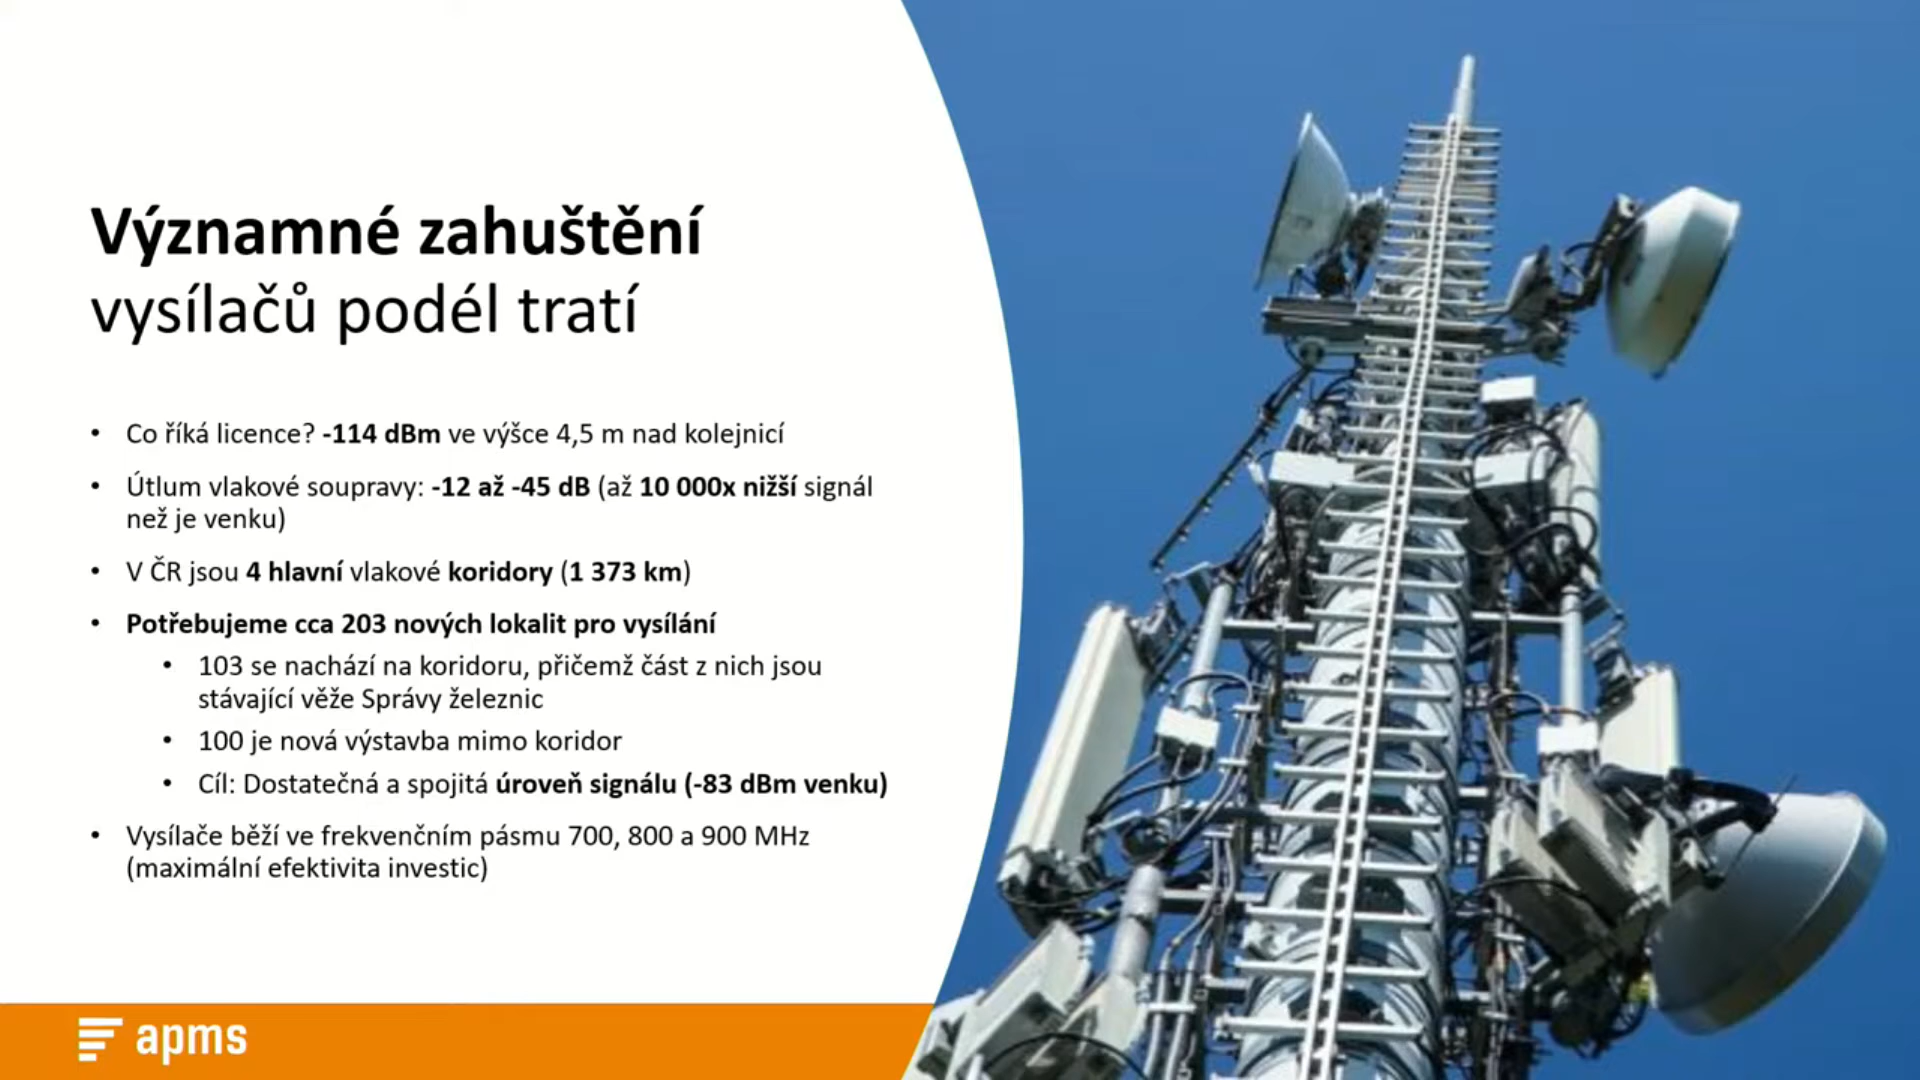 Významné zahuštění
vysílačů podél tratí
• Co říká licence? -114 dBm ve výšce 4,5 m nad kolejnicí
• Útlum vlakové soupravy: -12 až -45 dB (až 10 000x nižší signál
než je venku)
• V ČR jsou 4 hlavní vlakové koridory (1 373 km)
• Potřebujeme cca 203 nových lokalit pro vysílání
• 103 se nachází na koridoru, přičemž část z nich jsou
stávající věže Správy železnic
• 100 je nová výstavba mimo koridor
• Cíl: Dostatečná a spojitá úroveň signálu (-83 dBm venku)
• Vysílače běží ve frekvenčním pásmu 700, 800 a 900 MHz
(maximální efektivita investic)
apms